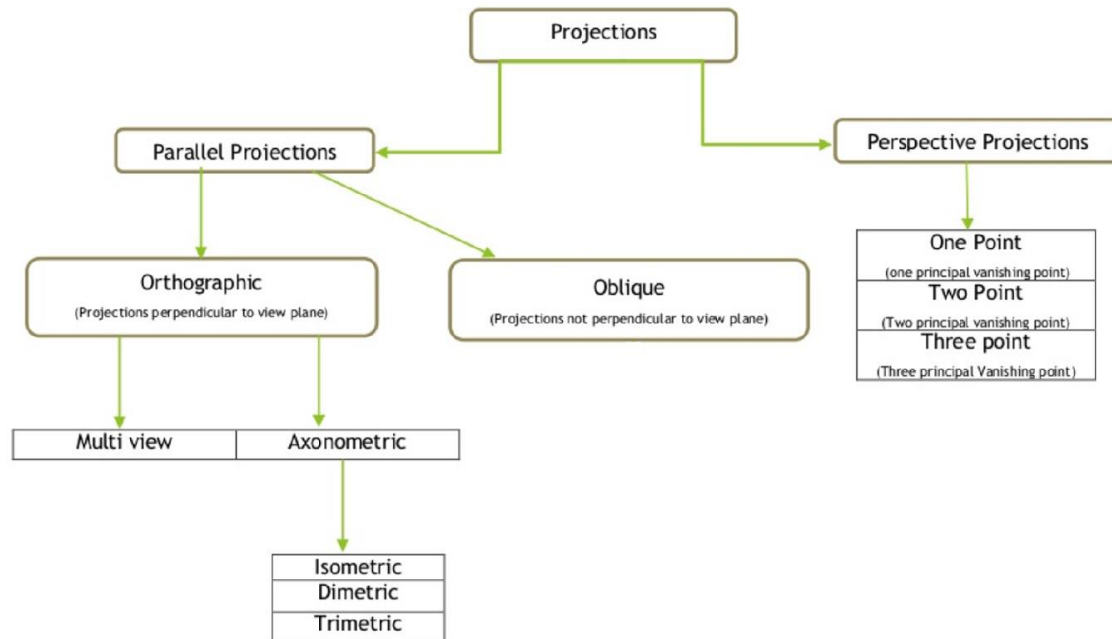 Projections
Parallel Projections
Perspective Projections
Orthographic
(Projections perpendicular to view plane)
Oblique
(Projections not perpendicular to view plane)
One Point
(one principal vanishing point)
Two Point
(Two principal vanishing point)
Three point
(Three principal Vanishing point)
Multi view
Axonometric
Isometric
Dimetric
Trimetric